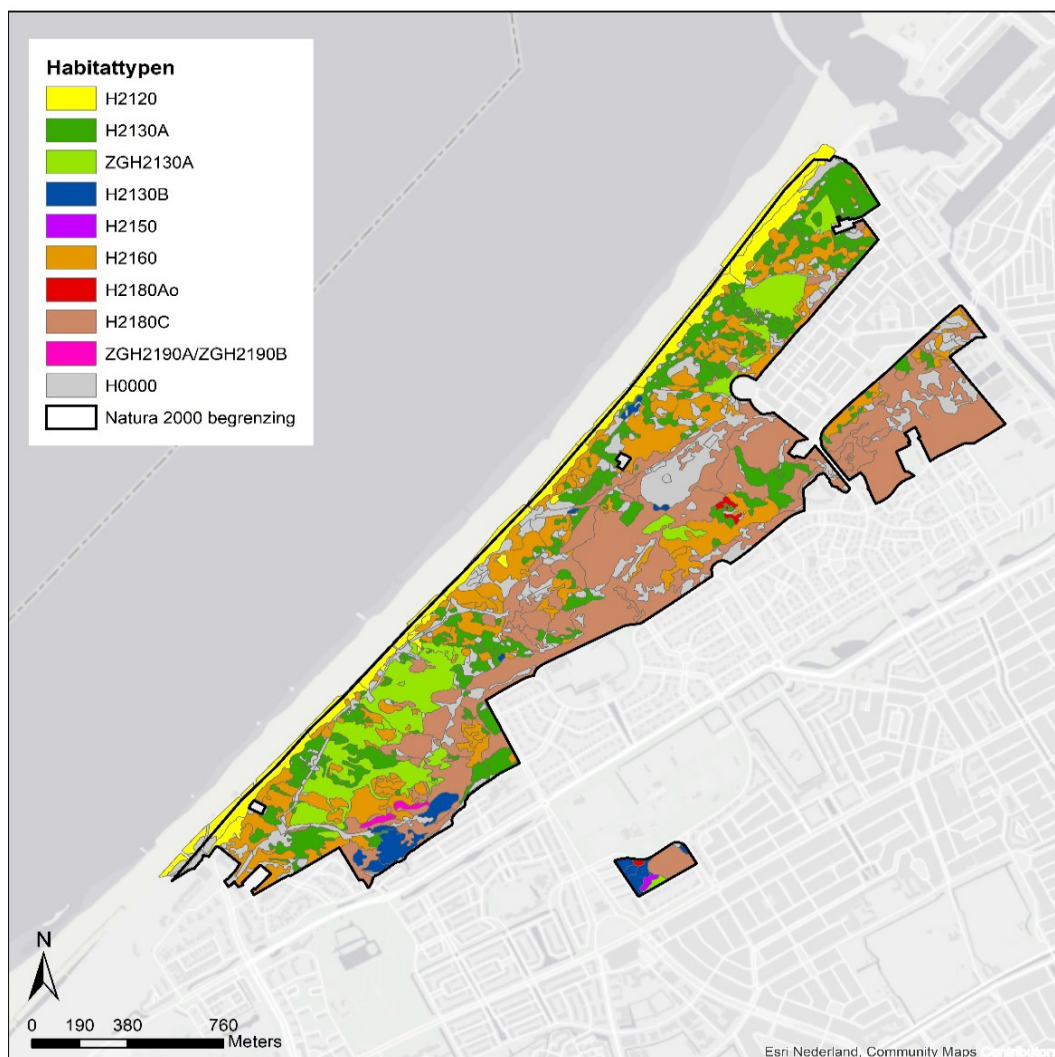 Habitattypen
H2120
H2130A
ZGH2130A
H2130B
H2150
H2160
H2180Ao
H2180C
ZGH2190A/ZGH2190B
H0000
Natura 2000 begrenzing
N
0 190 380 760
Meters
Esri Nederland, Community Maps